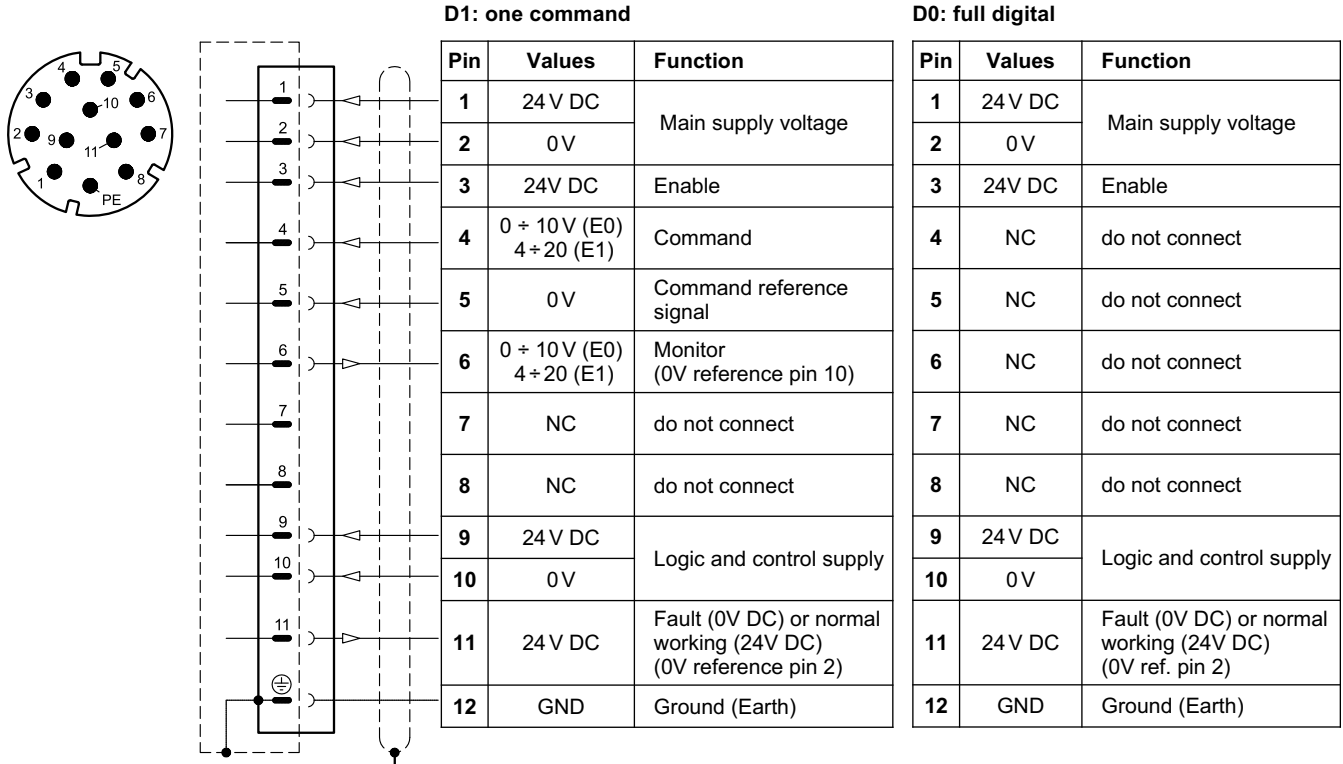 D1: one command
D0: full digital
4 5
3 10 6
2 9 11 7
1 8
PE
1
2
3
4
5
6
7
8
9
10
11
Pin Values Function
1 24 V DC Main supply voltage
2 0 V
3 24V DC Enable
4 0 ÷ 10 V (E0) Command
4 ÷ 20 (E1)
5 0 V Command reference
signal
6 0 ÷ 10 V (E0) Monitor
4 ÷ 20 (E1) (0V reference pin 10)
7 NC do not connect
8 NC do not connect
9 24 V DC Logic and control supply
10 0 V
11 24 V DC Fault (0V DC) or normal
working (24V DC)
(0V reference pin 2)
12 GND Ground (Earth)
Pin Values Function
1 24 V DC Main supply voltage
2 0 V
3 24V DC Enable
4 NC do not connect
5 NC do not connect
6 NC do not connect
7 NC do not connect
8 NC do not connect
9 24 V DC Logic and control supply
10 0 V
11 24 V DC Fault (0V DC) or normal
working (24V DC)
(0V ref. pin 2)
12 GND Ground (Earth)